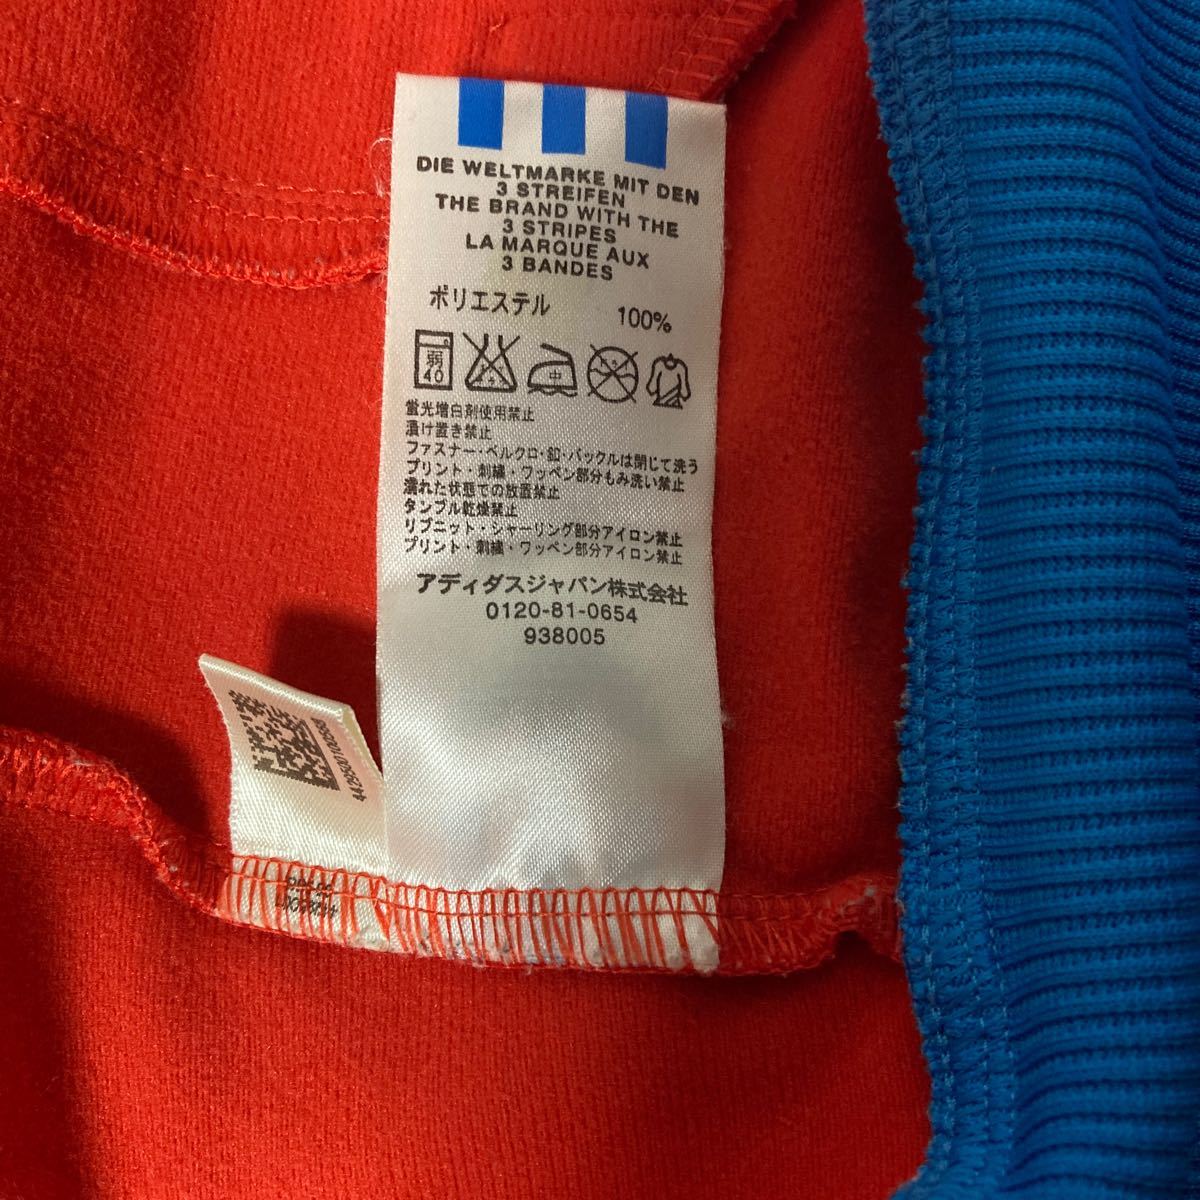 DIE WELTMARKE MIT DEN
3 STREIFEN
THE BRAND WITH THE
3 STRIPES
LA MARQUE AUX
3 BANDES
ポリエステル 100%
弱
40
中
蛍光増白剤使用禁止
漬け置き禁止
ファスナー・ベルクロ・釦・バックルは閉じて洗う
プリント・刺繍・ワッペン部分もみ洗い禁止
濡れた状態での放置禁止
タンブル乾燥禁止
リブニット・シャーリング部分アイロン禁止
プリント・刺繍・ワッペン部分アイロン禁止
アディダスジャパン株式会社
0120-81-0654
938005